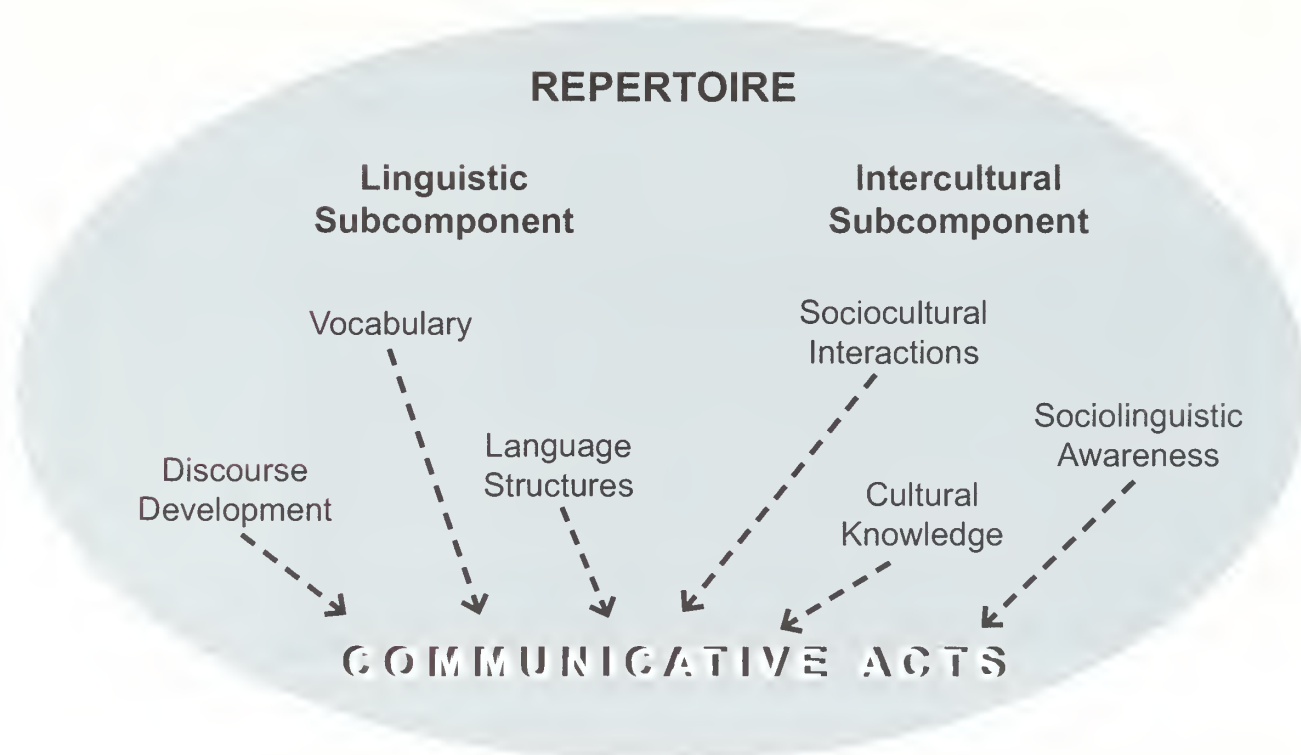 REPERTOIRE
Linguistic
Subcomponent
Intercultural
Subcomponent
Vocabulary
Sociocultural
Interactions
Discourse
Development
Language
Structures
Cultural
Knowledge
Sociolinguistic
Awareness
COMMUNICATIVE ACTS